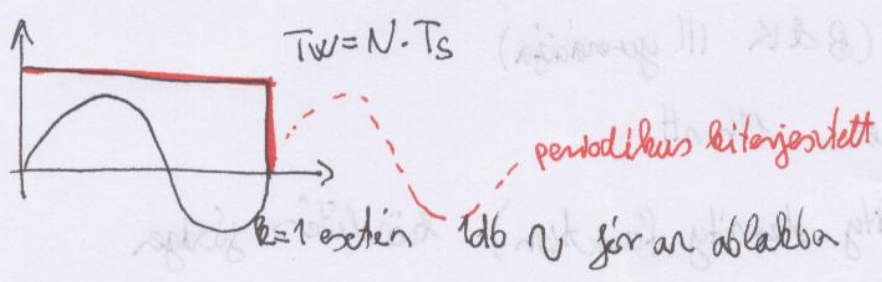 Tw = N · Ts
periodikus kiterjesztett
k=1 esetén 1db ∿ fér az ablakba